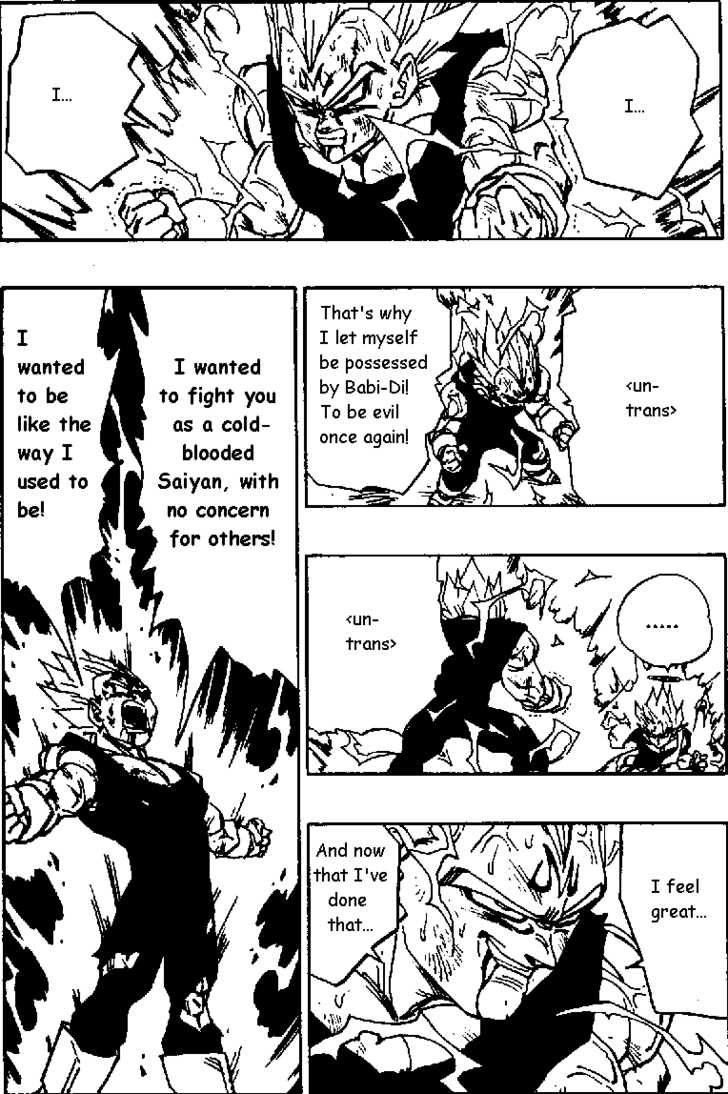 I...
I...
I
wanted
to be
like the
way I
used to
be!
I wanted
to fight you
as a cold-
blooded
Saiyan, with
no concern
for others!
That's why
I let myself
be possessed
by Babi-Di!
To be evil
once again!
<un-
trans>
<un-
trans>
.....
And now
that I've
done
that...
I feel
great...